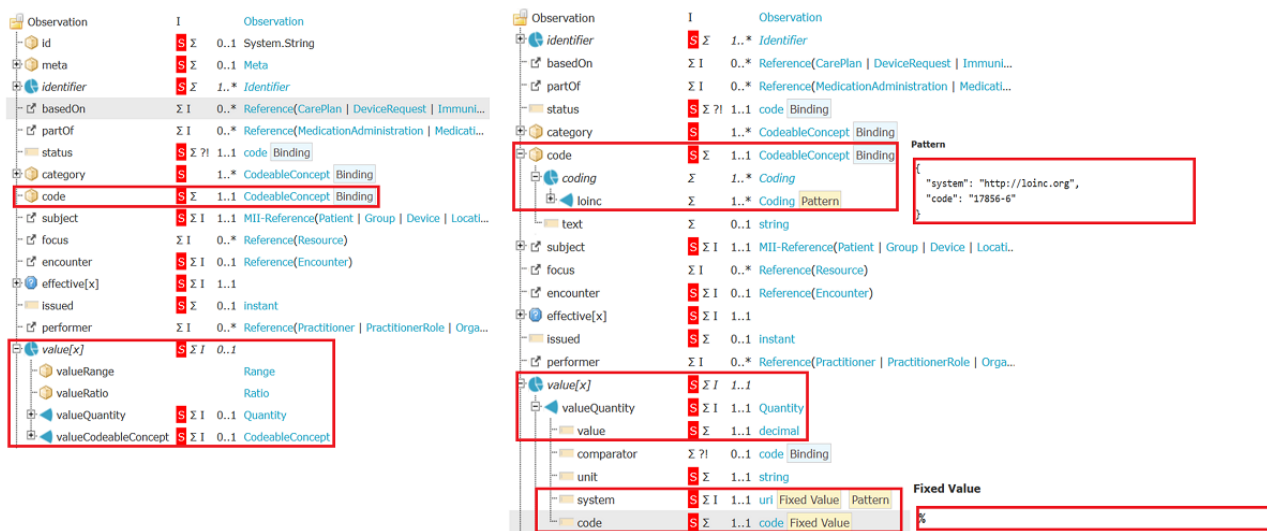 Observation I Observation
id S Σ 0..1 System.String
meta S Σ 0..1 Meta
identifier S Σ 1..* Identifier
basedOn Σ I 0..* Reference(CarePlan | DeviceRequest | Immuni...
partOf Σ I 0..* Reference(MedicationAdministration | Medicati...
status S Σ ?! 1..1 code Binding
category S 1..* CodeableConcept Binding
code S Σ 1..1 CodeableConcept Binding
subject S Σ I 1..1 MII-Reference(Patient | Group | Device | Locati...
focus Σ I 0..* Reference(Resource)
encounter S Σ I 0..1 Reference(Encounter)
effective[x] S Σ I 1..1
issued S Σ 0..1 instant
performer Σ I 0..* Reference(Practitioner | PractitionerRole | Orga...
value[x] S Σ I 0..1
valueRange Range
valueRatio Ratio
valueQuantity S Σ I 0..1 Quantity
valueCodeableConcept S Σ I 0..1 CodeableConcept
Observation I Observation
identifier S Σ 1..* Identifier
basedOn Σ I 0..* Reference(CarePlan | DeviceRequest | Immuni...
partOf Σ I 0..* Reference(MedicationAdministration | Medicati...
status S Σ ?! 1..1 code Binding
category S 1..* CodeableConcept Binding
code S Σ 1..1 CodeableConcept Binding
coding Σ 1..* Coding
loinc Σ 1..* Coding Pattern
text Σ 0..1 string
subject S Σ I 1..1 MII-Reference(Patient | Group | Device | Locati..
focus Σ I 0..* Reference(Resource)
encounter S Σ I 0..1 Reference(Encounter)
effective[x] S Σ I 1..1
issued S Σ 0..1 instant
performer Σ I 0..* Reference(Practitioner | PractitionerRole | Orga...
value[x] S Σ I 1..1
valueQuantity S Σ I 1..1 Quantity
value S Σ 1..1 decimal
comparator Σ ?! 0..1 code Binding
unit S Σ 1..1 string
system S Σ I 1..1 uri Fixed Value Pattern
code S Σ 1..1 code Fixed Value
Pattern
{
"system": "http://loinc.org",
"code": "17856-6"
}
Fixed Value
%